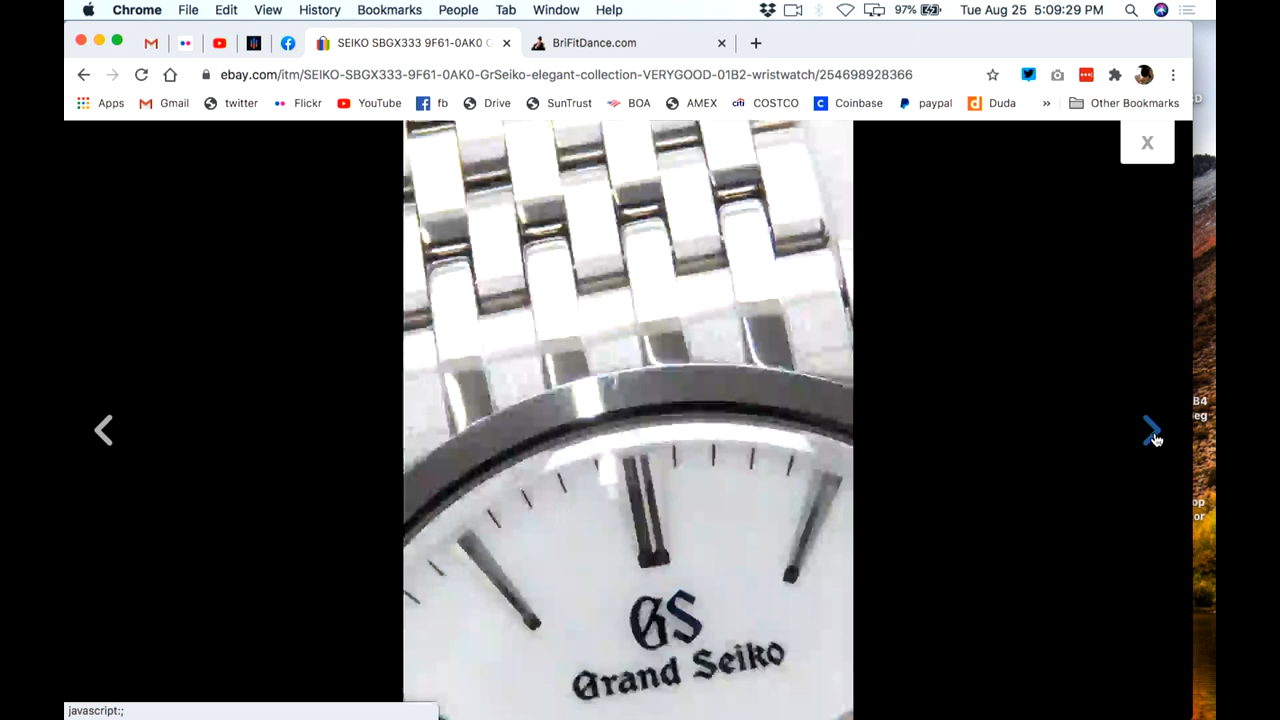 Chrome File Edit View History Bookmarks People Tab Window Help 97% Tue Aug 25 5:09:29 PM
SEIKO SBGX333 9F61-0AK0 G BriFitDance.com
ebay.com/itm/SEIKO-SBGX333-9F61-0AK0-GrSeiko-elegant-collection-VERYGOOD-01B2-wristwatch/254698928366
Apps Gmail twitter Flickr YouTube fb Drive SunTrust BOA AMEX COSTCO Coinbase paypal Duda » Other Bookmarks
X
GS
Grand Seiko
javascript:;